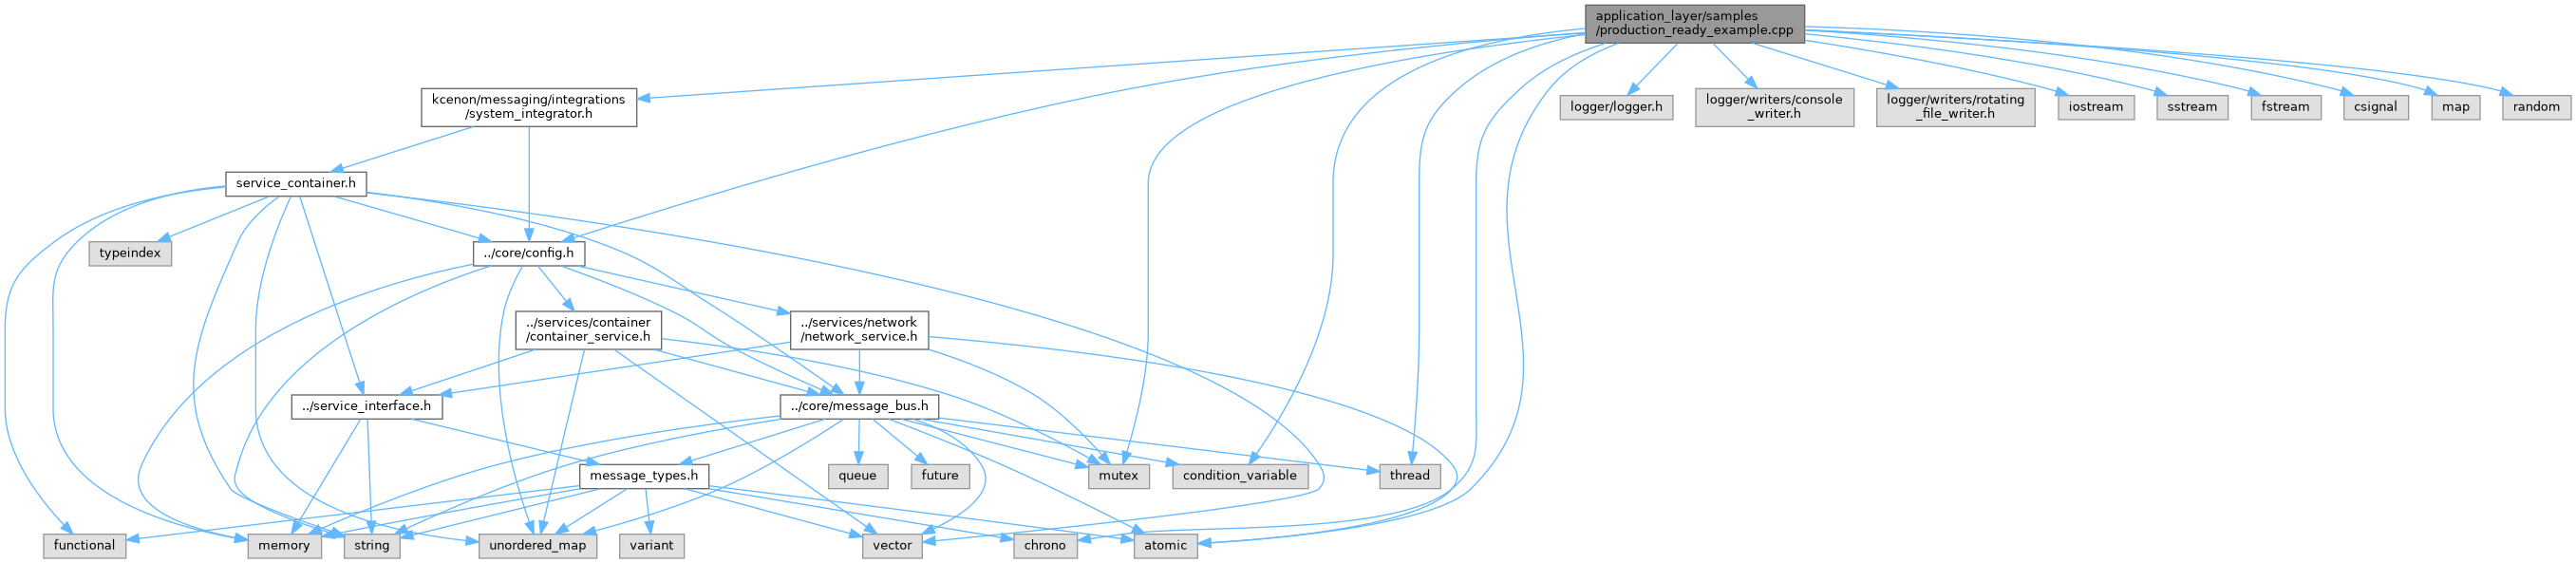 application_layer/samples
/production_ready_example.cpp
kcenon/messaging/integrations
/system_integrator.h
logger/logger.h
logger/writers/console
_writer.h
logger/writers/rotating
_file_writer.h
iostream
sstream
fstream
csignal
map
random
service_container.h
typeindex
../core/config.h
../services/container
/container_service.h
../services/network
/network_service.h
../service_interface.h
../core/message_bus.h
message_types.h
queue
future
mutex
condition_variable
thread
functional
memory
string
unordered_map
variant
vector
chrono
atomic